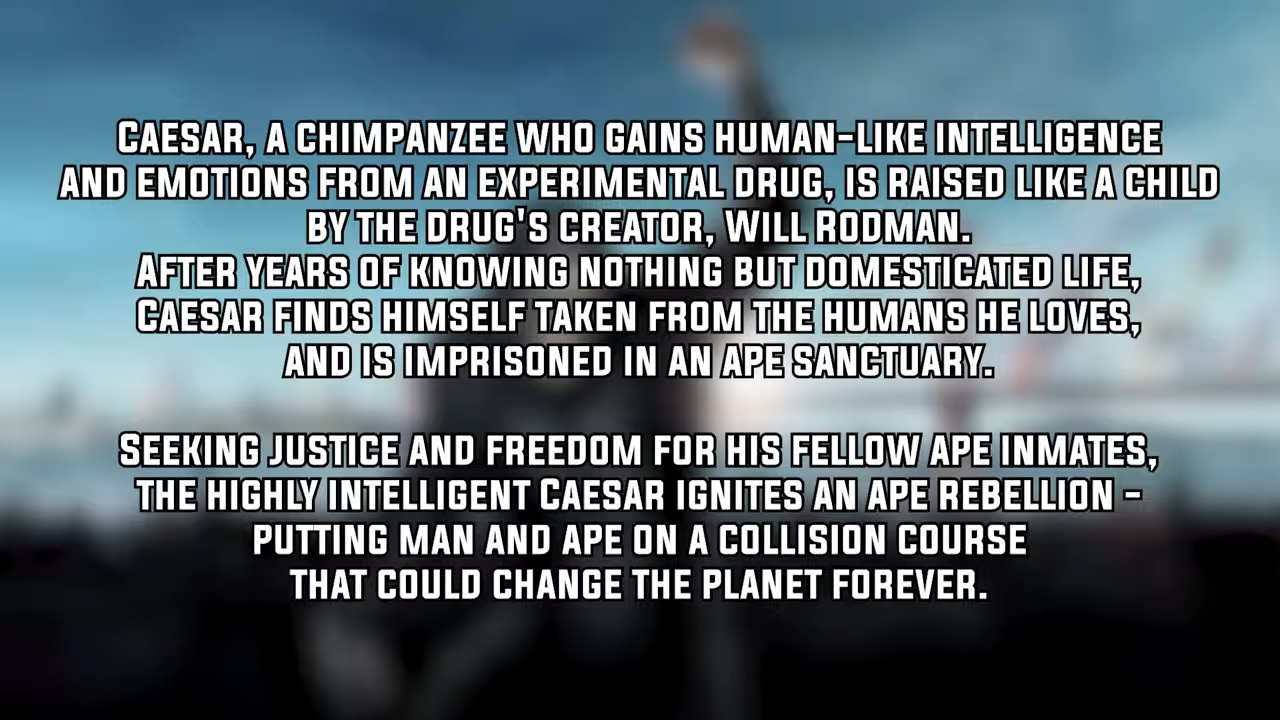 Caesar, a chimpanzee who gains human-like intelligence
and emotions from an experimental drug, is raised like a child
by the drug's creator, Will Rodman.
After years of knowing nothing but domesticated life,
Caesar finds himself taken from the humans he loves,
and is imprisoned in an ape sanctuary.
Seeking justice and freedom for his fellow ape inmates,
the highly intelligent Caesar ignites an ape rebellion -
putting man and ape on a collision course
that could change the planet forever.